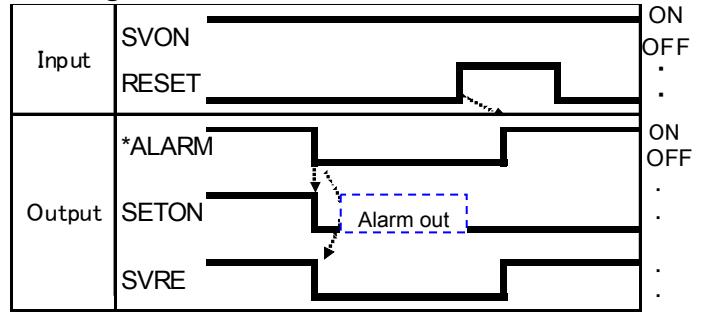 ON
SVON
OFF
Input
RESET
ON
*ALARM
OFF
Output
SETON
Alarm out
SVRE